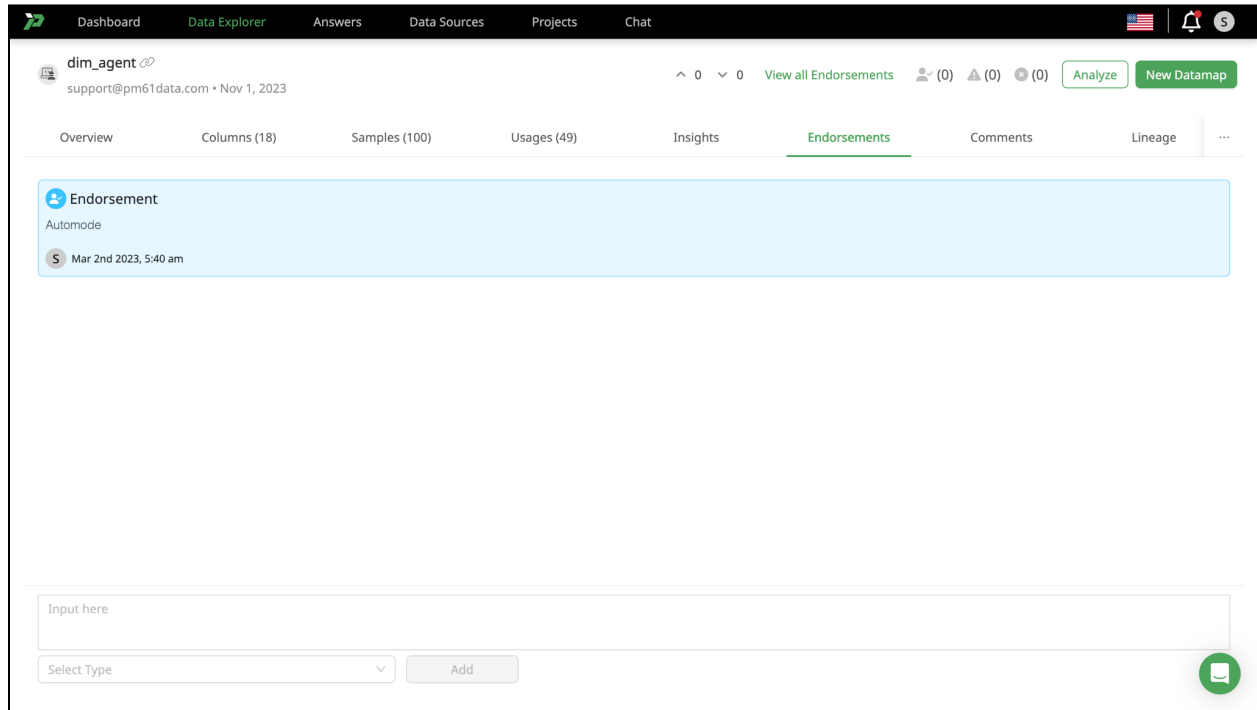 Dashboard Data Explorer Answers Data Sources Projects Chat S
dim_agent
support@pm61data.com • Nov 1, 2023
0 0 View all Endorsements (0) (0) (0) Analyze New Datamap
Overview Columns (18) Samples (100) Usages (49) Insights Endorsements Comments Lineage ...
Endorsement
Automode
S Mar 2nd 2023, 5:40 am
Input here
Select Type Add